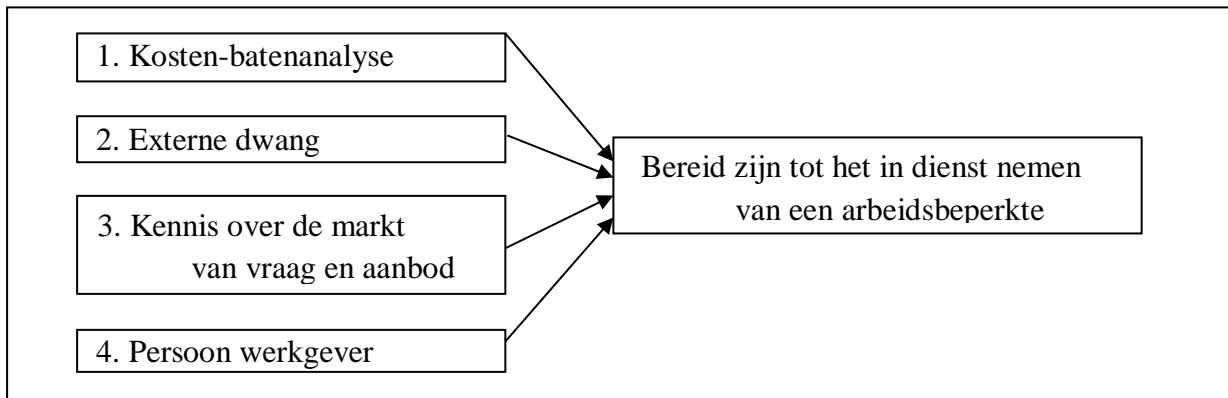 1. Kosten-batenanalyse
2. Externe dwang
3. Kennis over de markt
van vraag en aanbod
4. Persoon werkgever
Bereid zijn tot het in dienst nemen
van een arbeidsbeperkte